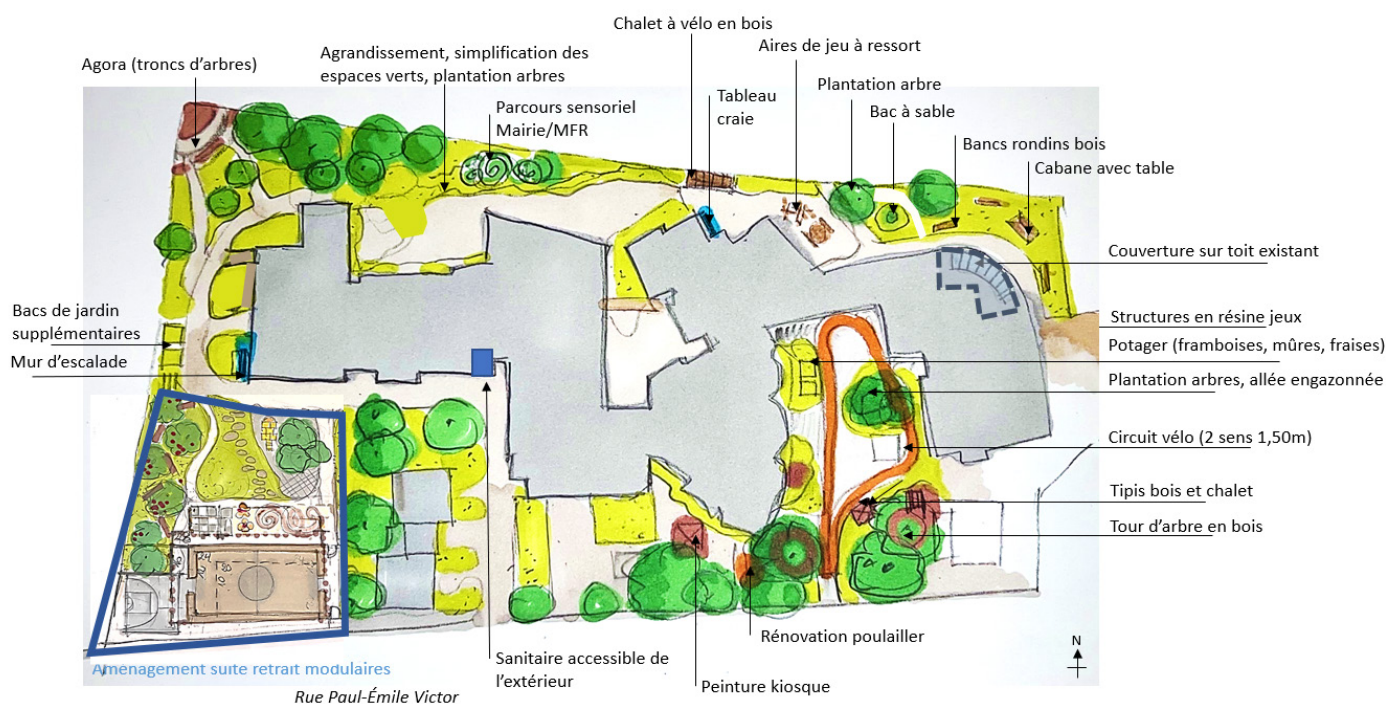 Chalet à vélo en bois
Aires de jeu à ressort
Agrandissement, simplification des
espaces verts, plantation arbres
Agora (troncs d'arbres)
Plantation arbre
Tableau
craie
Parcours sensoriel
Mairie/MFR
Bac à sable
Bancs rondins bois
Cabane avec table
Couverture sur toit existant
Bacs de jardin
supplémentaires
Structures en résine jeux
Potager (framboises, mûres, fraises)
Mur d'escalade
Plantation arbres, allée engazonnée
Circuit vélo (2 sens 1,50m)
Tipis bois et chalet
Tour d'arbre en bois
Rénovation poulailler
N
Sanitaire accessible de
l'extérieur
Aménagement suite retrait modulaires
Peinture kiosque
Rue Paul-Émile Victor